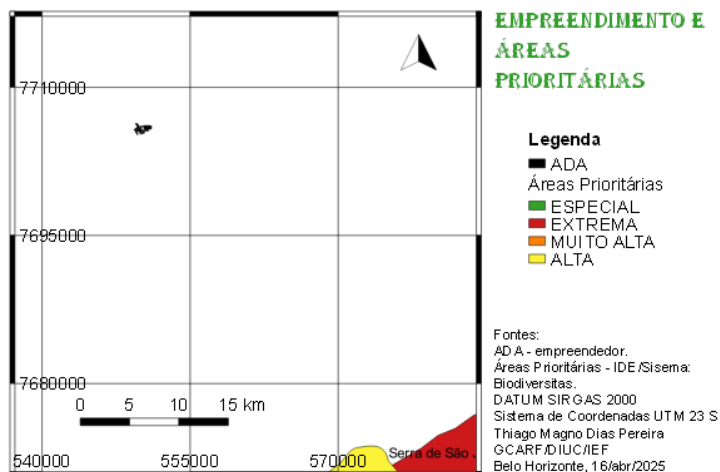 EMPREENDIMENTO E
ÁREAS
PRIORITÁRIAS
7710000
7695000
7680000
0 5 10 15 km
540000 555000 570000
Serra de São J
Legenda
ADA
Áreas Prioritárias
ESPECIAL
EXTREMA
MUITO ALTA
ALTA
Fontes:
ADA - empreendedor.
Áreas Prioritárias - IDE/Sisema:
Biodiversitas.
DATUM SIRGAS 2000
Sistema de Coordenadas UTM 23 S
Thiago Magno Dias Pereira
GCARF/DIUC/IEF
Belo Horizonte, 16/abr/2025